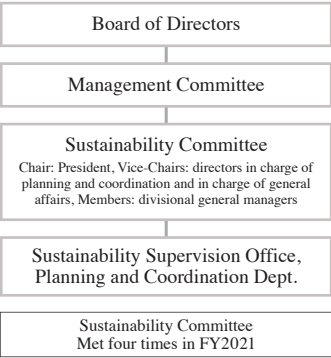 Board of Directors
Management Committee
Sustainability Committee
Chair: President, Vice-Chairs: directors in charge of
planning and coordination and in charge of general
affairs, Members: divisional general managers
Sustainability Supervision Office,
Planning and Coordination Dept.
Sustainability Committee
Met four times in FY2021